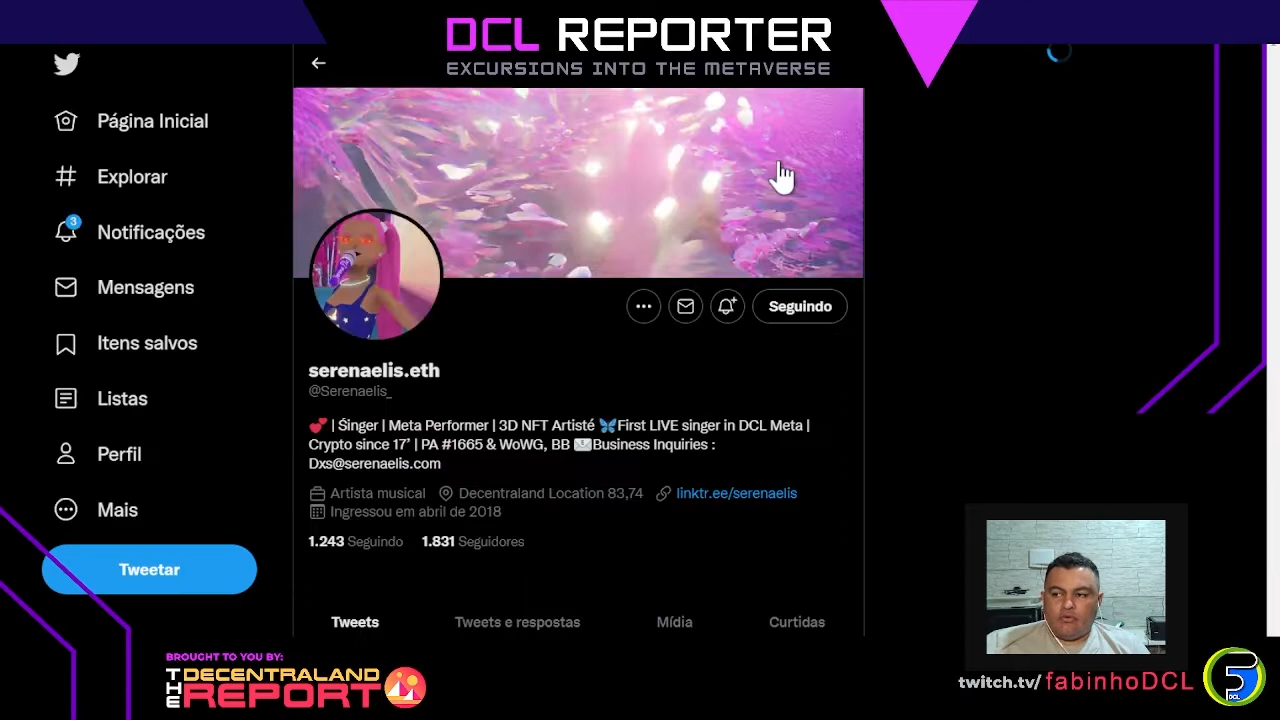 DCL REPORTER
EXCURSIONS INTO THE METAVERSE
Página Inicial
Explorar
3
Notificações
Mensagens
Itens salvos
Listas
Perfil
Mais
Tweetar
Seguindo
serenaelis.eth
@Serenaelis_
💕 | Śinger | Meta Performer | 3D NFT Artisté 🦋First LIVE singer in DCL Meta |
Crypto since 17’ | PA #1665 & WoWG, BB 📨Business Inquiries :
Dxs@serenaelis.com
Artista musical Decentraland Location 83,74 linktr.ee/serenaelis
Ingressou em abril de 2018
1.243 Seguindo 1.831 Seguidores
Tweets Tweets e respostas Mídia Curtidas
BROUGHT TO YOU BY:
THE DECENTRALAND
REPORT
twitch.tv/fabinhoDCL
5
DCL